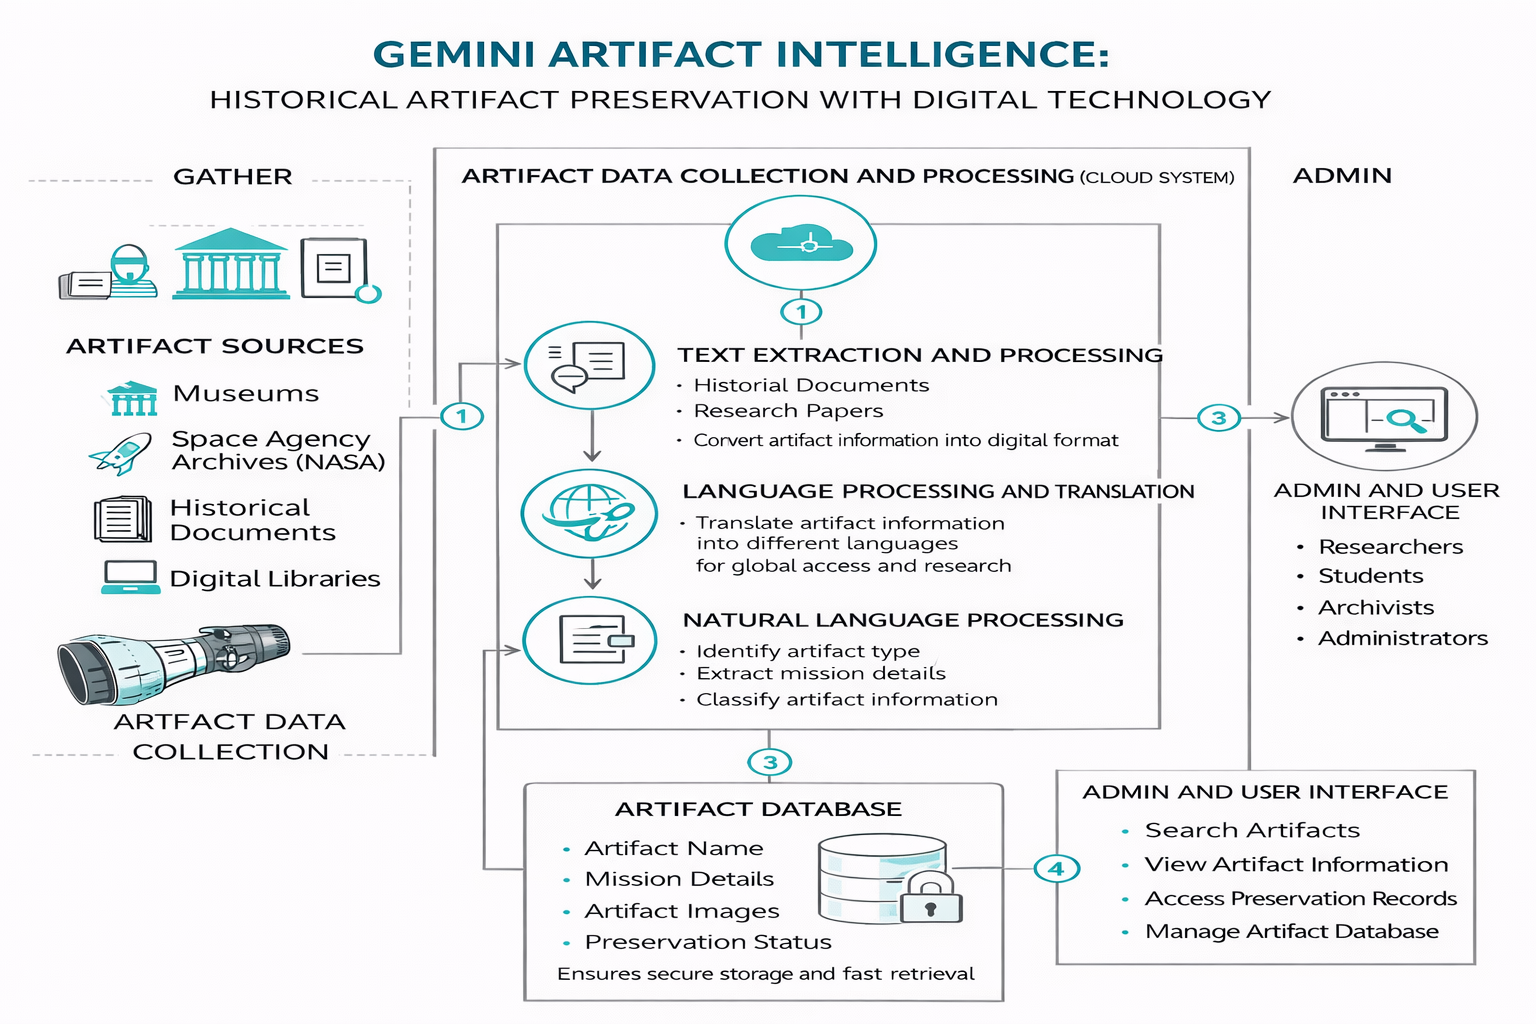 GEMINI ARTIFACT INTELLIGENCE:
HISTORICAL ARTIFACT PRESERVATION WITH DIGITAL TECHNOLOGY
GATHER
ARTIFACT SOURCES
Museums
Space Agency
Archives (NASA)
Historical
Documents
Digital Libraries
ARTFACT DATA
COLLECTION
1
ARTIFACT DATA COLLECTION AND PROCESSING (CLOUD SYSTEM)
1
TEXT EXTRACTION AND PROCESSING
· Historial Documents
· Research Papers
· Corvert artifact information into digital format
LANGUAGE PROCESSING AND TRANSLATION
· Translate artifact information
into different languages
for global access and research
NATURAL LANGUAGE PROCESSING
· Identify artifact type
· Extract mission details
· Classify artifact information
3
ARTIFACT DATABASE
• Artifact Name
• Mission Details
• Artifact Images
• Preservation Status
Ensures secure storage and fast retrieval
3
ADMIN
ADMIN AND USER
INTERFACE
• Researchers
• Students
• Archivists
• Administrators
4
ADMIN AND USER INTERFACE
• Search Artifacts
• View Artifact Information
• Access Preservation Records
• Manage Artifact Database